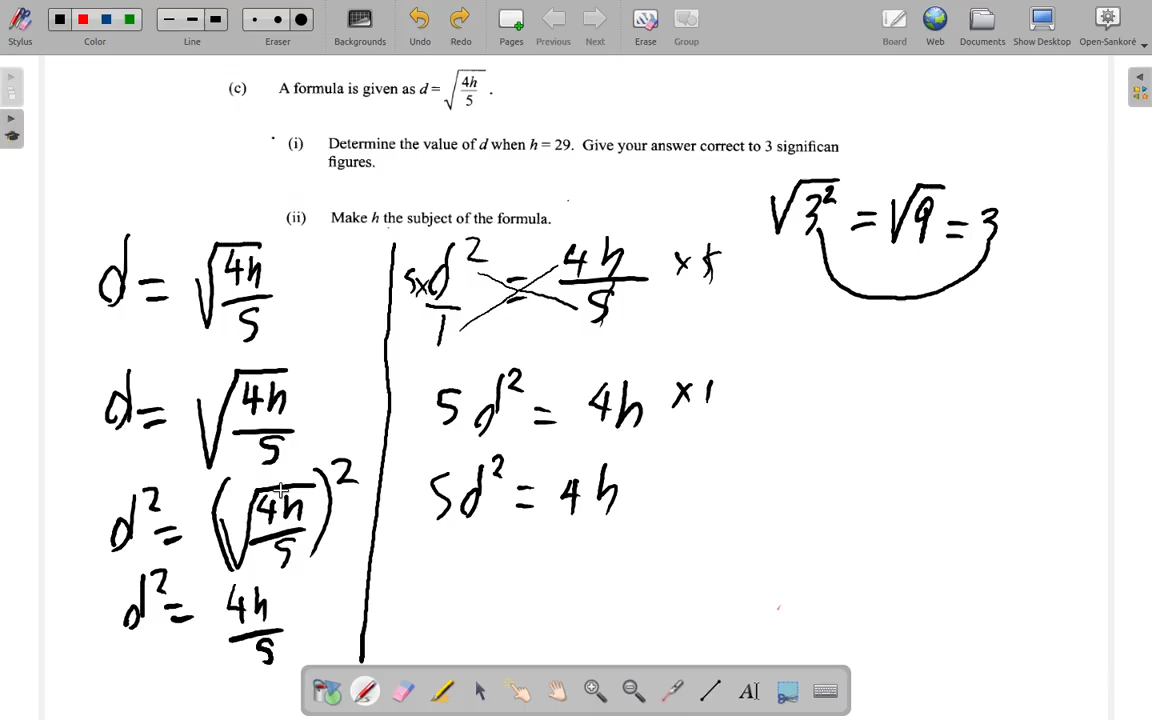 Stylus Color Line Eraser Backgrounds Undo Redo Pages Previous Next Erase Group Board Web Documents Show Desktop Open-Sankoré
(c) A formula is given as d = √(4h/5) .
(i) Determine the value of d when h = 29. Give your answer correct to 3 significan
figures.
(ii) Make h the subject of the formula.
√3² = √9 = 3
d = √(4h/5)
d = √(4h/5)
d² = (√(4h/5))²
d² = 4h/5
5× d²/1 = 4h/5 × 5
5d² = 4h × 1
5d² = 4h
AI